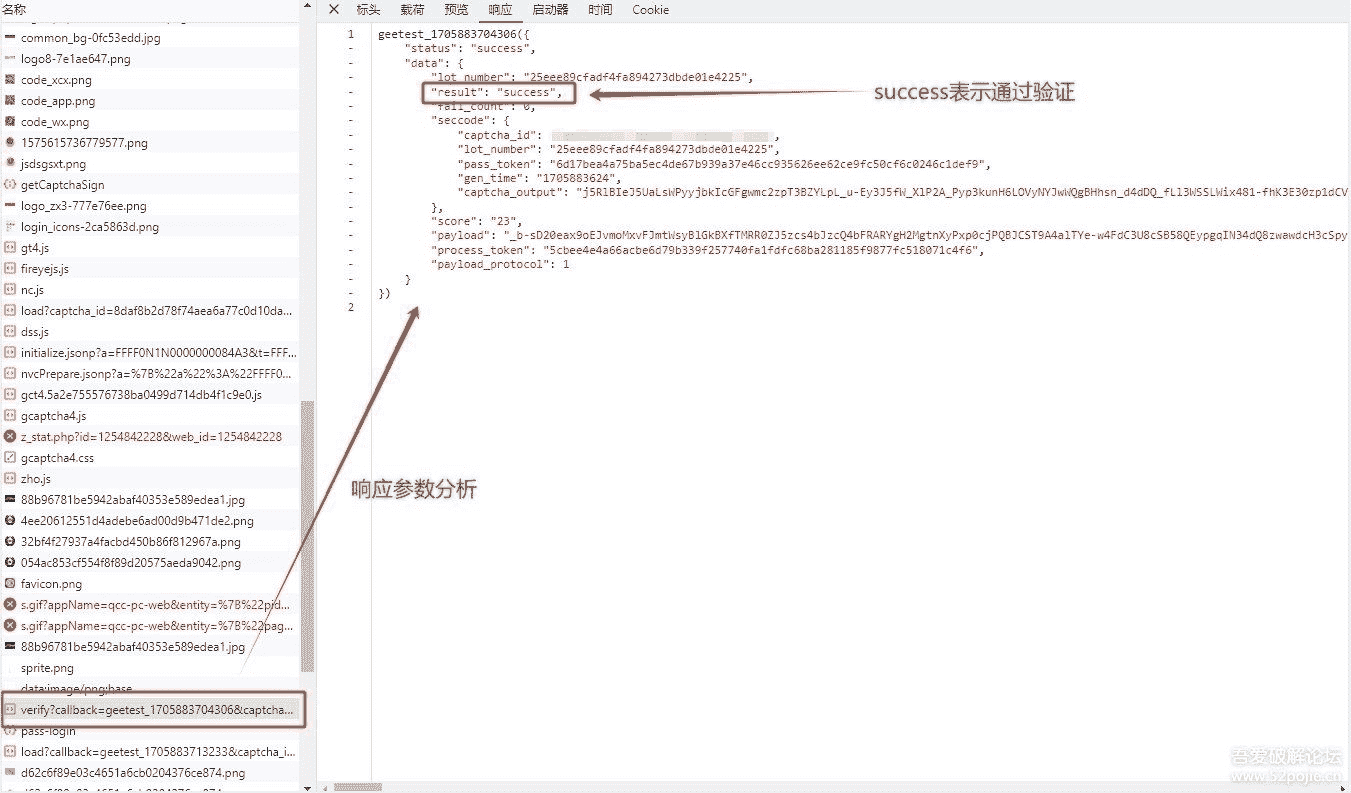 名称
标头 载荷 预览 响应 启动器 时间 Cookie
common_bg-0fc53edd.jpg
logo8-7e1ae647.png
code_xcx.png
code_app.png
code_wx.png
1575615736779577.png
jsdsgsxt.png
getCaptchaSign
logo_zx3-777e76ee.png
login_icons-2ca5863d.png
gt4.js
fireyejs.js
nc.js
load?captcha_id=8daf8b2d78f74aea6a77c0d10da...
dss.js
initialize.jsonp?a=FFFF0N1N0000000084A3&t=FFF...
nvcPrepare.jsonp?a=%7B%22a%22%3A%22FFFF0...
gct4.5a2e755576738ba0499d714db4f1c9e0.js
gcaptcha4.js
z_stat.php?id=1254842228&web_id=1254842228
gcaptcha4.css
zho.js
88b96781be5942abaf40353e589edea1.jpg
4ee20612551d4adebe6ad00d9b471de2.png
32bf4f27937a4facbd450b86f812967a.png
054ac853cf554f8f89d20575aeda9042.png
favicon.png
s.gif?appName=qcc-pc-web&entity=%7B%22pid...
s.gif?appName=qcc-pc-web&entity=%7B%22pag...
88b96781be5942abaf40353e589edea1.jpg
sprite.png
data:image/png;base
verify?callback=geetest_1705883704306&captcha...
pass-login
load?callback=geetest_1705883713233&captcha_i...
d62c6f89e03c4651a6cb0204376ce874.png
1 geetest_1705883704306({
- "status": "success",
- "data": {
- "lot_number": "25eee89cfadf4fa894273dbde01e4225",
- "result": "success",
- "fail_count": 0,
- "seccode": {
- "captcha_id":
- "lot_number": "25eee89cfadf4fa894273dbde01e4225",
- "pass_token": "6d17bea4a75ba5ec4de67b939a37e46cc935626ee62ce9fc50cf6c0246c1def9",
- "gen_time": "1705883624",
- "captcha_output": "j5RlBIeJ5UaLsWPyyjbkIcGFgwmc2zpT3BZYLpL_u-Ey3J5fW_XlP2A_Pyp3kunH6LOVyNYJwWQgBHhsn_d4dDQ_fLl3WSSLWix481-fhK3E30zp1dCV
- },
- "score": "23",
- "payload": "_b-sD20eax9oEJvmoMxvFJmtWsyBlGkBXfTMRR0ZJ5zcs4bJzcQ4bFRARYgH2MgtnXyPxp0cjPQBJCST9A4alTYe-w4FdC3U8cSB58QEypgqIN34dQ8zwawdcH3cSpy
- "process_token": "5cbee4e4a66acbe6d79b339f257740fa1fdfc68ba281185f9877fc518071c4f6",
- "payload_protocol": 1
- }
- })
2
success表示通过验证
响应参数分析
吾爱破解论坛
www.52pojie.cn